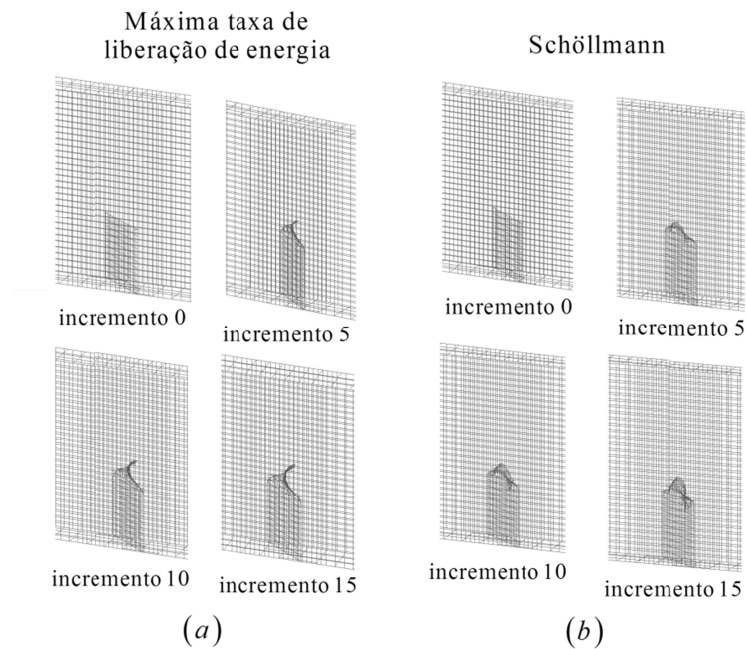 Máxima taxa de
liberação de energia
Schöllmann
incremento 0
incremento 5
incremento 0
incremento 5
incremento 10
incremento 15
incremento 10
incremento 15
(a)
(b)